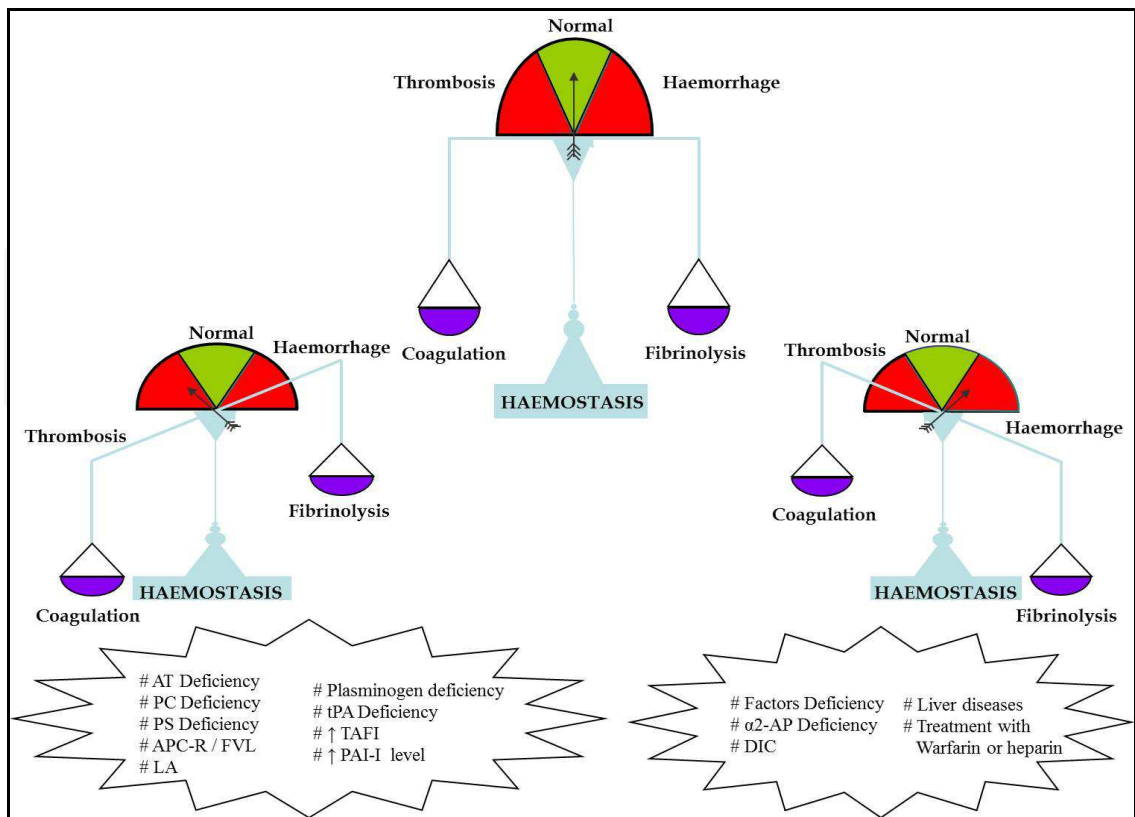 Normal
Thrombosis
Haemorrhage
Coagulation
Fibrinolysis
HAEMOSTASIS
Normal
Haemorrhage
Thrombosis
Fibrinolysis
Coagulation
HAEMOSTASIS
Normal
Thrombosis
Haemorrhage
Coagulation
Fibrinolysis
HAEMOSTASIS
# AT Deficiency
# PC Deficiency
# PS Deficiency
# APC-R / FVL
# LA
# Plasminogen deficiency
# tPA Deficiency
# ↑ TAFI
# ↑ PAI-I level
# Factors Deficiency
# α2-AP Deficiency
# DIC
# Liver diseases
# Treatment with
Warfarin or heparin